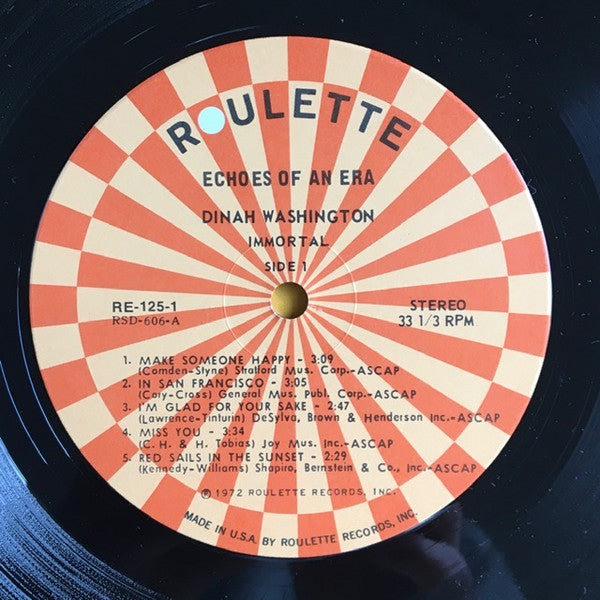 ROULETTE
ECHOES OF AN ERA
DINAH WASHINGTON
IMMORTAL
SIDE 1
RE-125-1
RSD-606-A
STEREO
33 1/3 RPM
1. MAKE SOMEONE HAPPY - 3:09
(Comden-Styne) Stratford Mus. Corp.-ASCAP
2. IN SAN FRANCISCO - 3:05
(Cory-Cross) General Mus. Publ. Corp.-ASCAP
3. I'M GLAD FOR YOUR SAKE - 2:47
(Lawrence-Tinturin) DeSylva, Brown & Henderson Inc.-ASCAP
4. MISS YOU - 3:34
(C. H. & H. Tobias) Joy Mus. Inc.-ASCAP
5. RED SAILS IN THE SUNSET - 2:29
(Kennedy-Williams) Shapiro, Bernstein & Co., Inc.-ASCAP
℗ 1972 ROULETTE RECORDS, INC.
MADE IN U.S.A. BY ROULETTE RECORDS, INC.